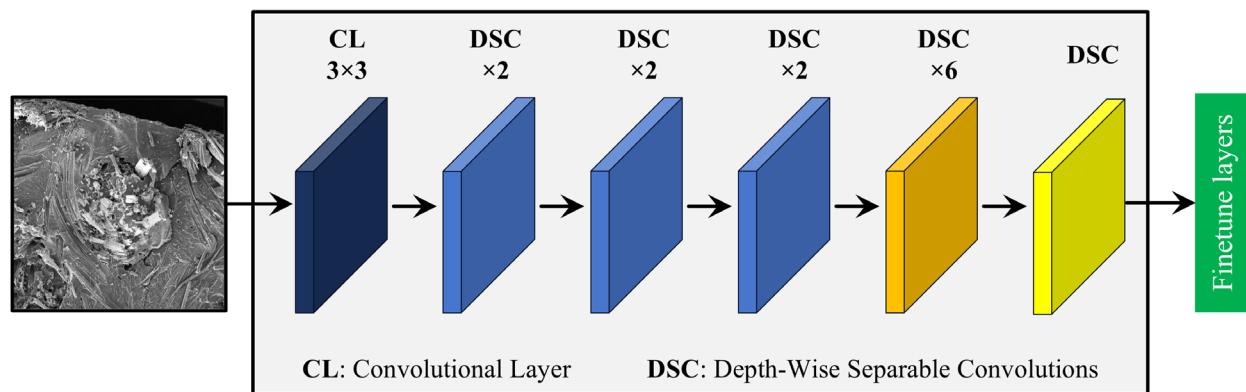 CL
3×3
DSC
×2
DSC
×2
DSC
×2
DSC
×6
DSC
Finetune layers
CL: Convolutional Layer
DSC: Depth-Wise Separable Convolutions